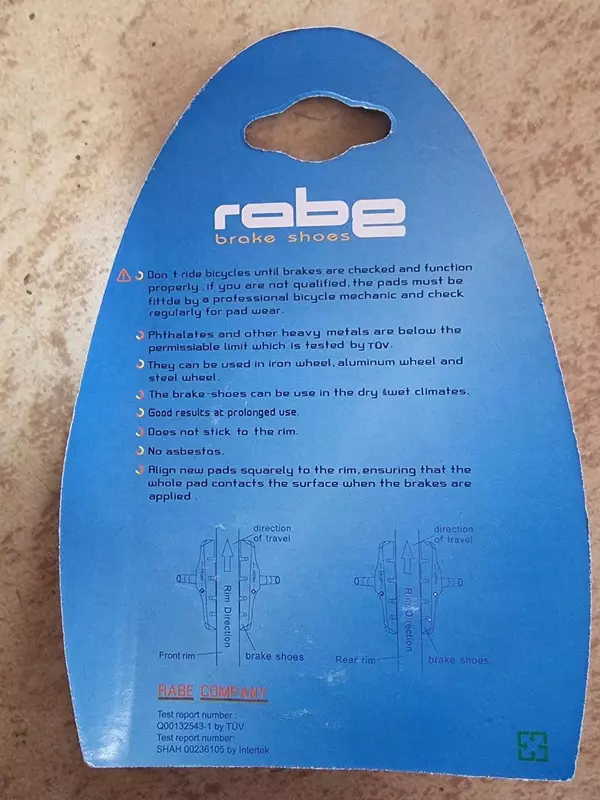 rabe
brake shoes
Don't ride bicycles until brakes are checked and function
properly , if you are not qualified, the pads must be
fittde by a professional bicycle mechanic and check
regularly for pad wear.
Phthalates and other heavy metals are below the
permissiable limit which is tested by TÜV.
They can be used in iron wheel, aluminum wheel and
steel wheel.
The brake shoes can be use in the dry &wet climates.
Good results at prolonged use.
Does not stick to the rim.
No asbestos.
Align new pads squarely to the rim, ensuring that the
whole pad contacts the surface when the brakes are
applied .
direction
of travel
Rim Direction
Front rim
brake shoes
direction
of travel
Rim Direction
Rear rim
brake shoes
RABE COMPANY
Test report number :
Q00132543-1 by TÜV
Test report number:
SHAH 00236105 by Intertek